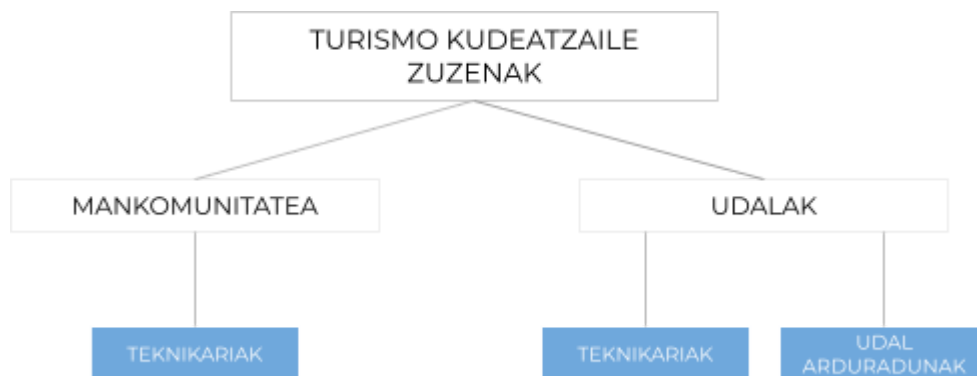 TURISMO KUDEATZAILE
ZUZENAK
MANKOMUNITATEA
UDALAK
TEKNIKARIAK
TEKNIKARIAK
UDAL
ARDURADUNAK